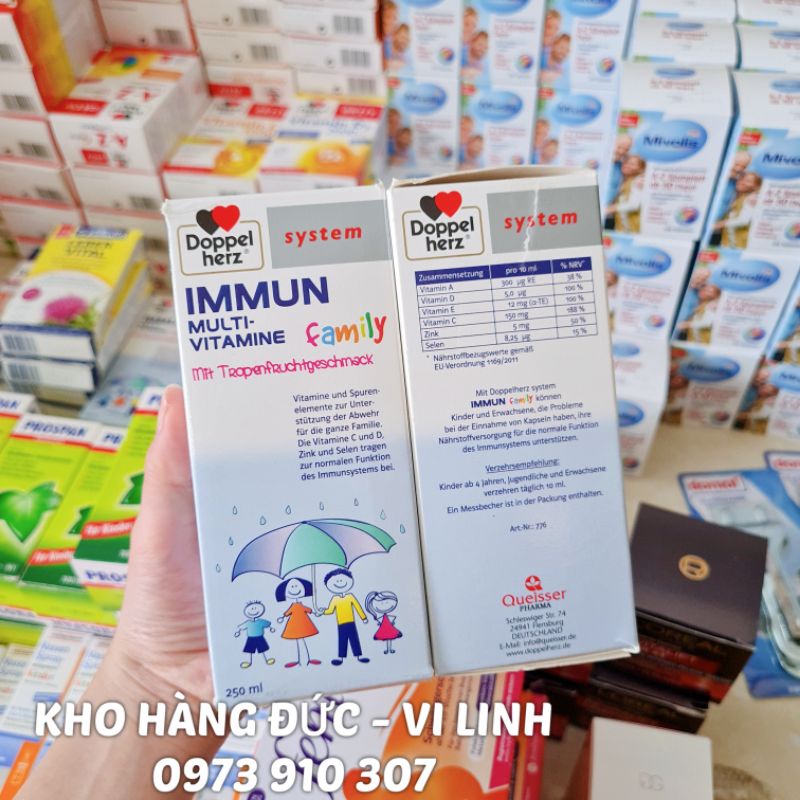 Doppel
herz®
system
IMMUN
MULTI-
VITAMINE family
Mit Tropenfruchtgeschmack
Vitamine und Spuren-
elemente zur Unter-
stützung der Abwehr
für die ganze Familie.
Die Vitamine C und D,
Zink und Selen tragen
zur normalen Funktion
des Immunsystems bei.
250 ml
Doppel
herz®
system
Zusammensetzung pro 10 ml % NRV*
Vitamin A 300 µg RE 38 %
Vitamin D 5,0 µg 100 %
Vitamin E 12 mg (α-TE) 100 %
Vitamin C 150 mg 188 %
Zink 5 mg 50 %
Selen 8,25 µg 15 %
* Nährstoffbezugswerte gemäß
EU-Verordnung 1169/2011
Mit Doppelherz system
IMMUN family können
Kinder und Erwachsene, die Probleme
bei der Einnahme von Kapseln haben, ihre
Nährstoffversorgung für die normale Funktion
des Immunsystems unterstützen.
Verzehrsempfehlung:
Kinder ab 4 Jahren, Jugendliche und Erwachsene
verzehren täglich 10 ml.
Ein Messbecher ist in der Packung enthalten.
Art-Nr.: 776
Queisser
PHARMA
Schleswiger Str. 74
24941 Flensburg
DEUTSCHLAND
E-Mail: info@queisser.de
www.doppelherz.de
Mivolis
Mivolis
Mivolis
Mivolis
PROSPAN
KHO HÀNG ĐỨC - VI LINH
0973 910 307